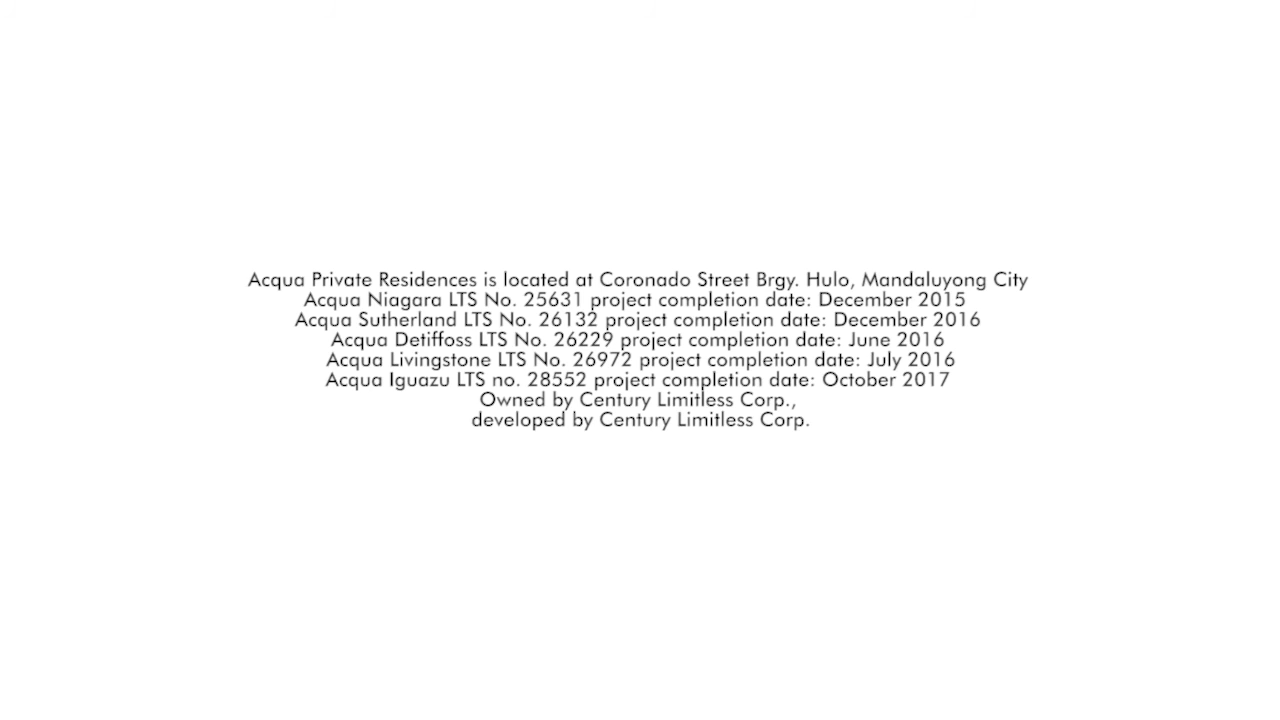 Acqua Private Residences is located at Coronado Street Brgy. Hulo, Mandaluyong City
Acqua Niagara LTS No. 25631 project completion date: December 2015
Acqua Sutherland LTS No. 26132 project completion date: December 2016
Acqua Detiffoss LTS No. 26229 project completion date: June 2016
Acqua Livingstone LTS No. 26972 project completion date: July 2016
Acqua Iguazu LTS no. 28552 project completion date: October 2017
Owned by Century Limitless Corp.,
developed by Century Limitless Corp.